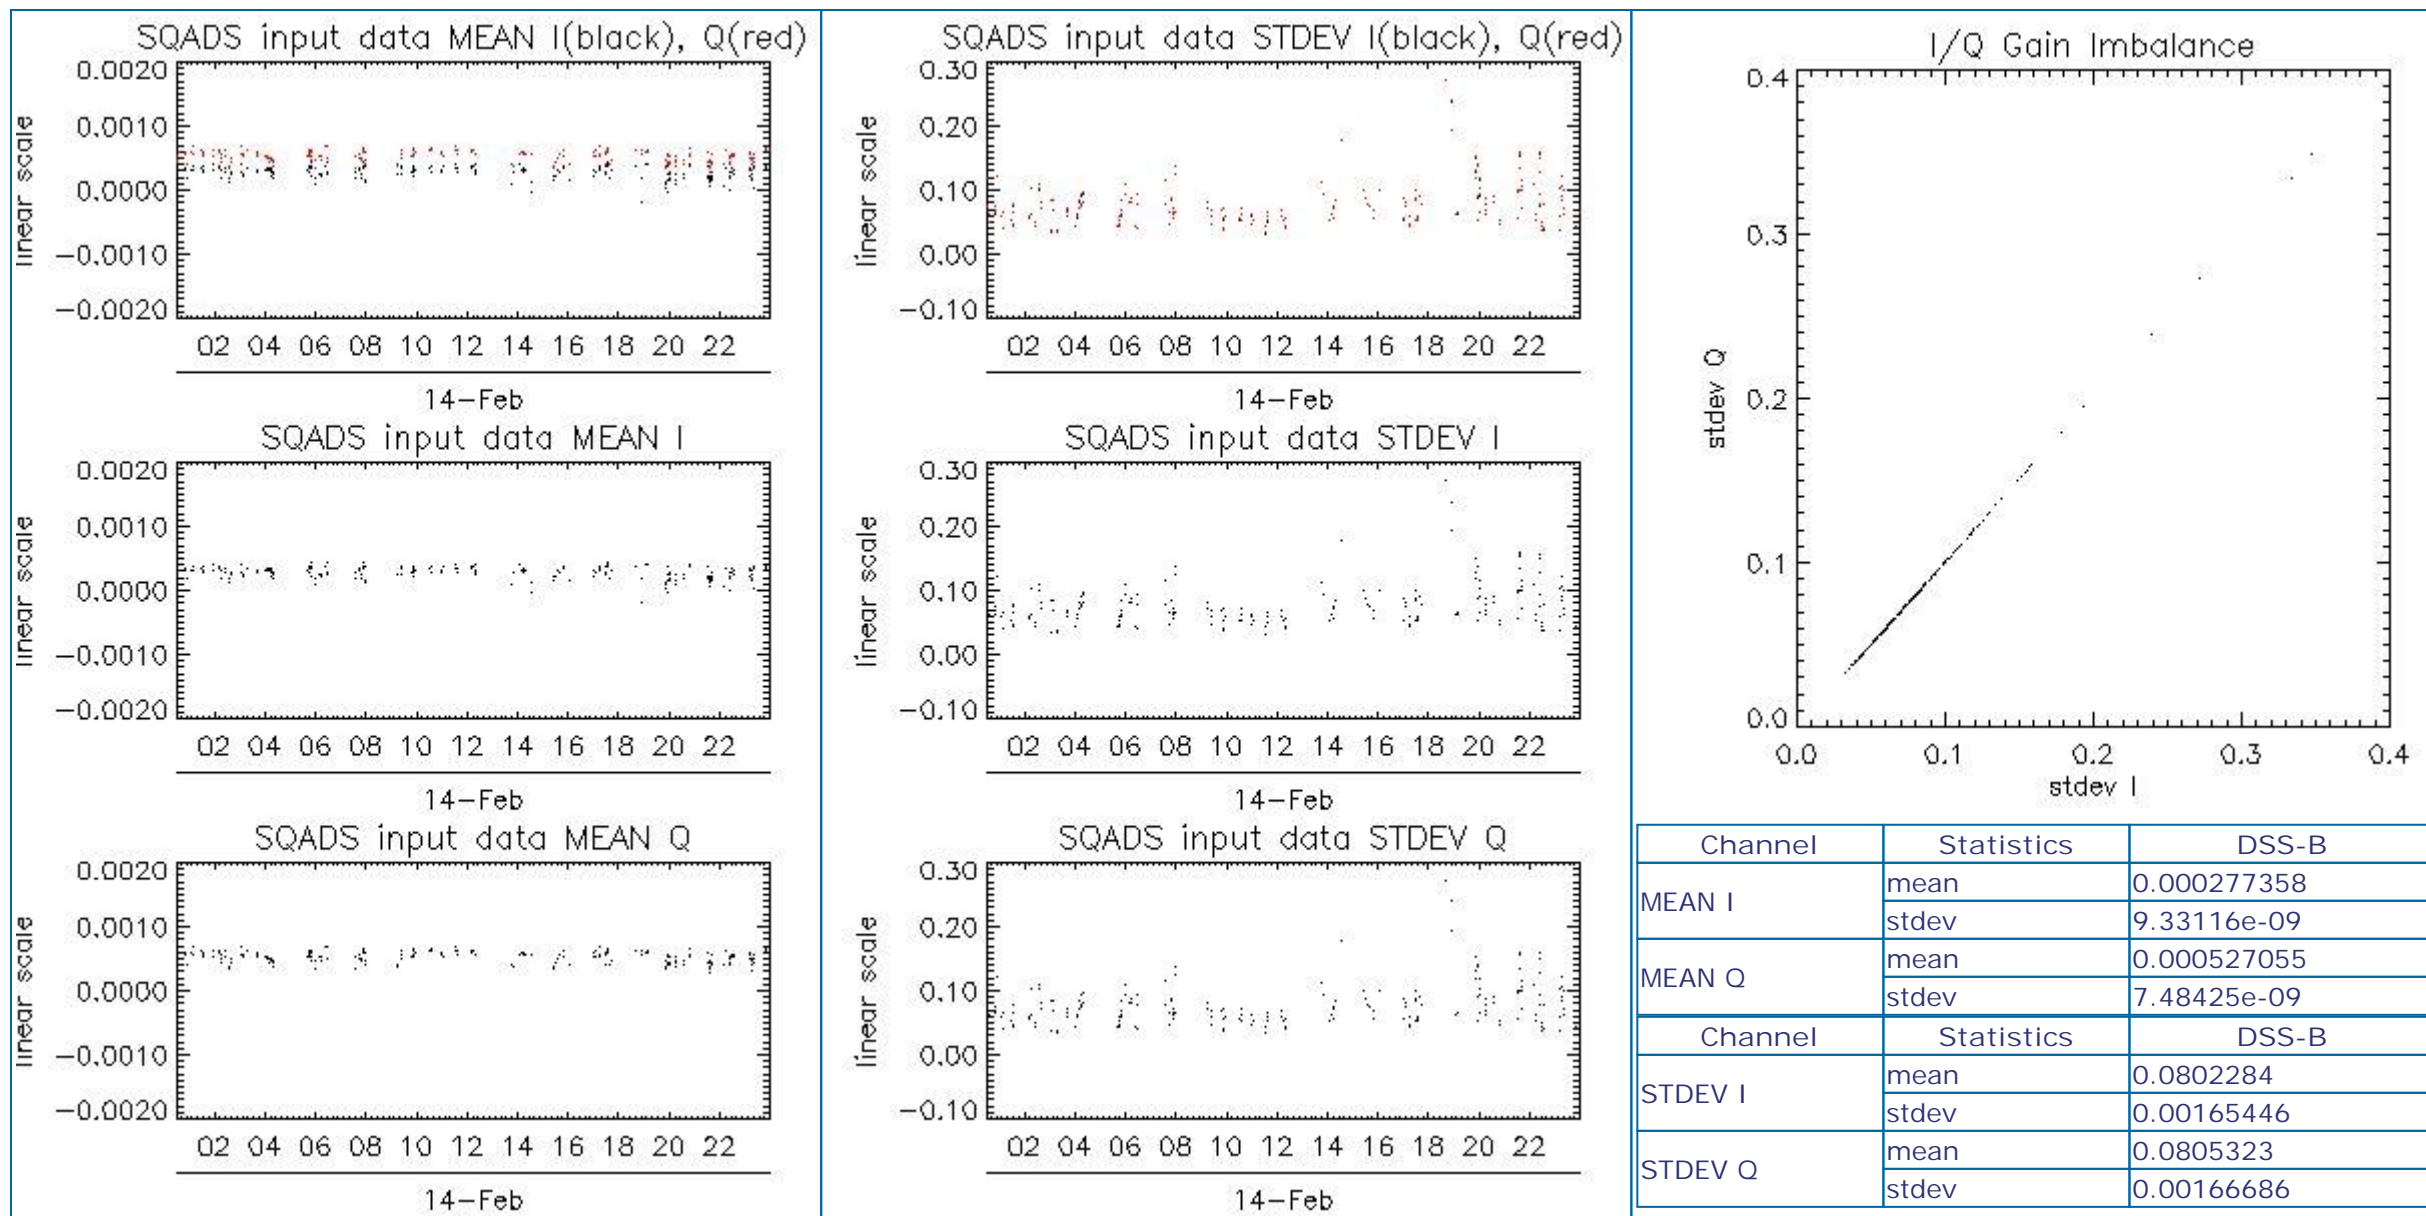 SQADS input data MEAN I(black), Q(red)
linear scale
0.0020
0.0010
0.0000
−0.0010
−0.0020
02 04 06 08 10 12 14 16 18 20 22
14−Feb
SQADS input data MEAN I
linear scale
0.0020
0.0010
0.0000
−0.0010
−0.0020
02 04 06 08 10 12 14 16 18 20 22
14−Feb
SQADS input data MEAN Q
linear scale
0.0020
0.0010
0.0000
−0.0010
−0.0020
02 04 06 08 10 12 14 16 18 20 22
14−Feb
SQADS input data STDEV I(black), Q(red)
linear scale
0.30
0.20
0.10
0.00
−0.10
02 04 06 08 10 12 14 16 18 20 22
14−Feb
SQADS input data STDEV I
linear scale
0.30
0.20
0.10
0.00
−0.10
02 04 06 08 10 12 14 16 18 20 22
14−Feb
SQADS input data STDEV Q
linear scale
0.30
0.20
0.10
0.00
−0.10
02 04 06 08 10 12 14 16 18 20 22
14−Feb
I/Q Gain Imbalance
stdev Q
0.4
0.3
0.2
0.1
0.0
0.0 0.1 0.2 0.3 0.4
stdev I
Channel Statistics DSS-B
MEAN I mean 0.000277358
stdev 9.33116e-09
MEAN Q mean 0.000527055
stdev 7.48425e-09
Channel Statistics DSS-B
STDEV I mean 0.0802284
stdev 0.00165446
STDEV Q mean 0.0805323
stdev 0.00166686